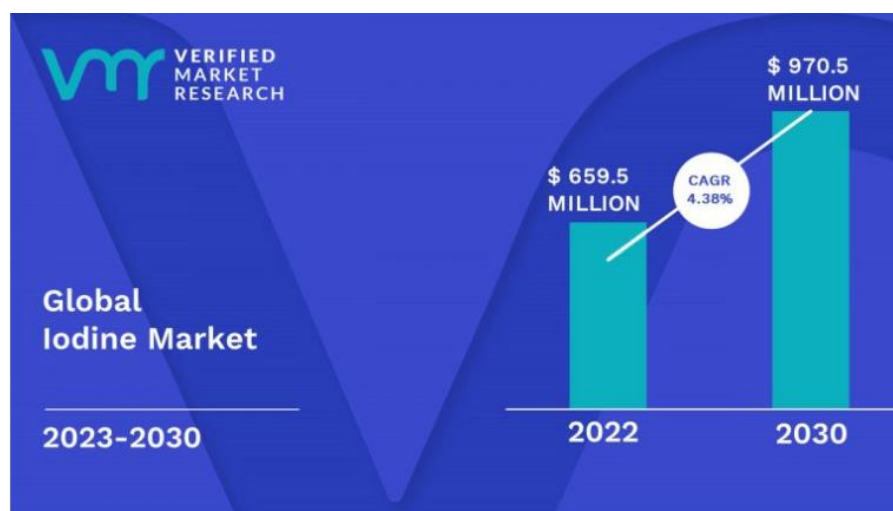 vmr
VERIFIED
MARKET
RESEARCH
Global
Iodine Market
2023-2030
$ 659.5
MILLION
CAGR
4.38%
$ 970.5
MILLION
2022
2030